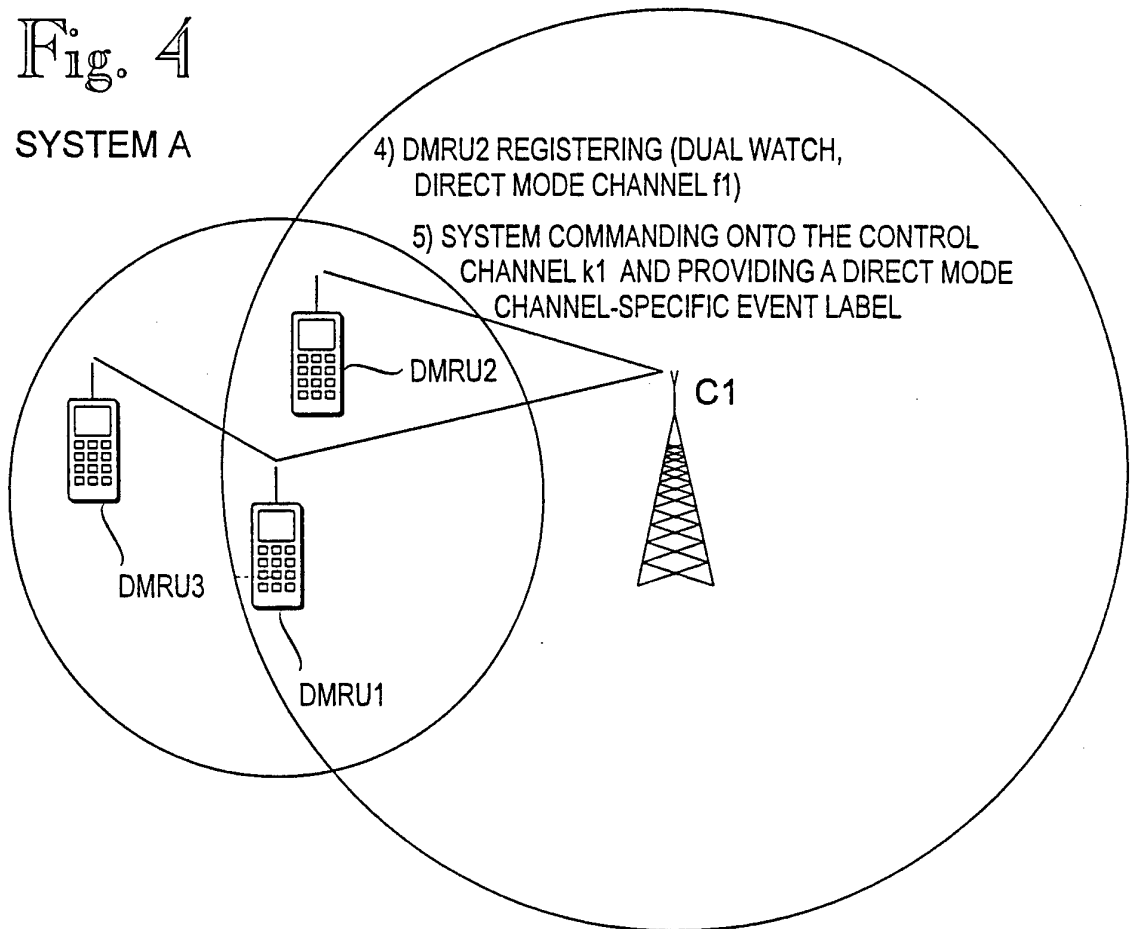 Fig. 4
SYSTEM A
4) DMRU2 REGISTERING (DUAL WATCH,
DIRECT MODE CHANNEL f1)
5) SYSTEM COMMANDING ONTO THE CONTROL
CHANNEL k1 AND PROVIDING A DIRECT MODE
CHANNEL-SPECIFIC EVENT LABEL
DMRU2
C1
DMRU3
DMRU1